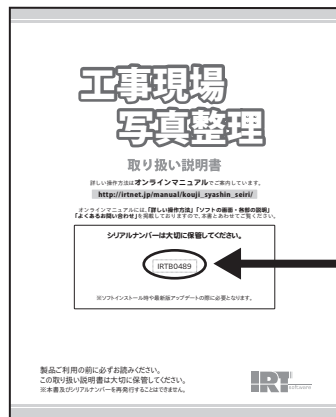 工事現場
写真整理
取り扱い説明書
詳しい操作方法はオンラインマニュアルでご案内しています。
http://irtnet.jp/manual/kouji_syashin_seiri/
オンラインマニュアルには、「詳しい操作方法」「ソフトの画面・各部の説明」
「よくあるお問い合わせ」を掲載しておりますので、本書とあわせてご覧ください。
シリアルナンバーは大切に保管してください。
IRTB0489
※ソフトインストール時や最新版アップデートの際に必要となります。
製品ご利用の前に必ずお読みください。
この取り扱い説明書は大切に保管してください。
※本書及びシリアルナンバーを再発行することはできません。
IRT
software